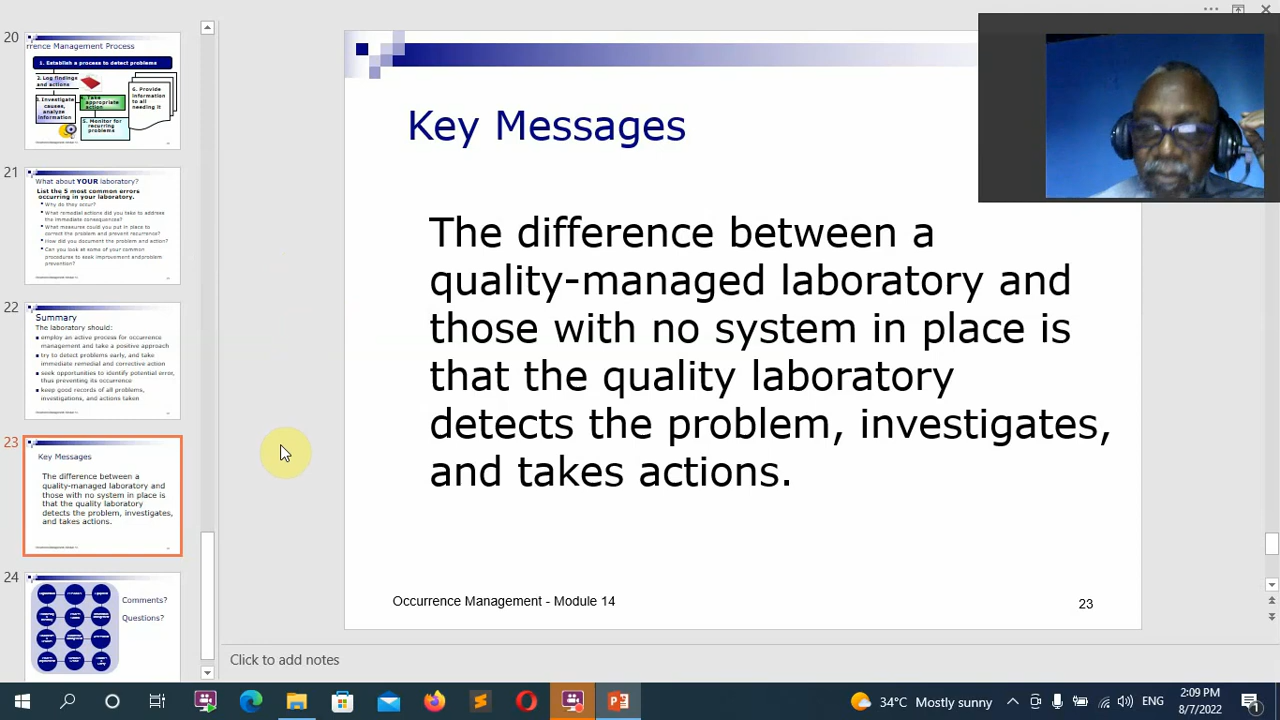 20
rrence Management Process
1. Establish a process to detect problems
2. Log findings
and actions
3. Investigate
causes,
analyze
information
4. Take
appropriate
action
5. Monitor for
recurring
problems
6. Provide
information
to all
needing it
21
What about YOUR laboratory?
List the 5 most common errors
occurring in your laboratory.
Why do they occur?
What remedial actions did you take to address
the immediate consequences?
What measures could you put in place to
correct the problem and prevent recurrence?
How did you document the problem and action?
Can you look at some of your common
procedures to seek improvement andproblem
prevention?
22
Summary
The laboratory should:
employ an active process for occurrence
management and take a positive approach
try to detect problems early, and take
immediate remedial and corrective action
seek opportunities to identify potential error,
thus preventing its occurrence
keep good records of all problems,
investigations, and actions taken
23
Key Messages
The difference between a
quality-managed laboratory and
those with no system in place is
that the quality laboratory
detects the problem, investigates,
and takes actions.
24
Comments?
Questions?
Key Messages
The difference between a
quality-managed laboratory and
those with no system in place is
that the quality laboratory
detects the problem, investigates,
and takes actions.
Occurrence Management - Module 14
23
Click to add notes
34°C Mostly sunny
ENG
2:09 PM
8/7/2022
1